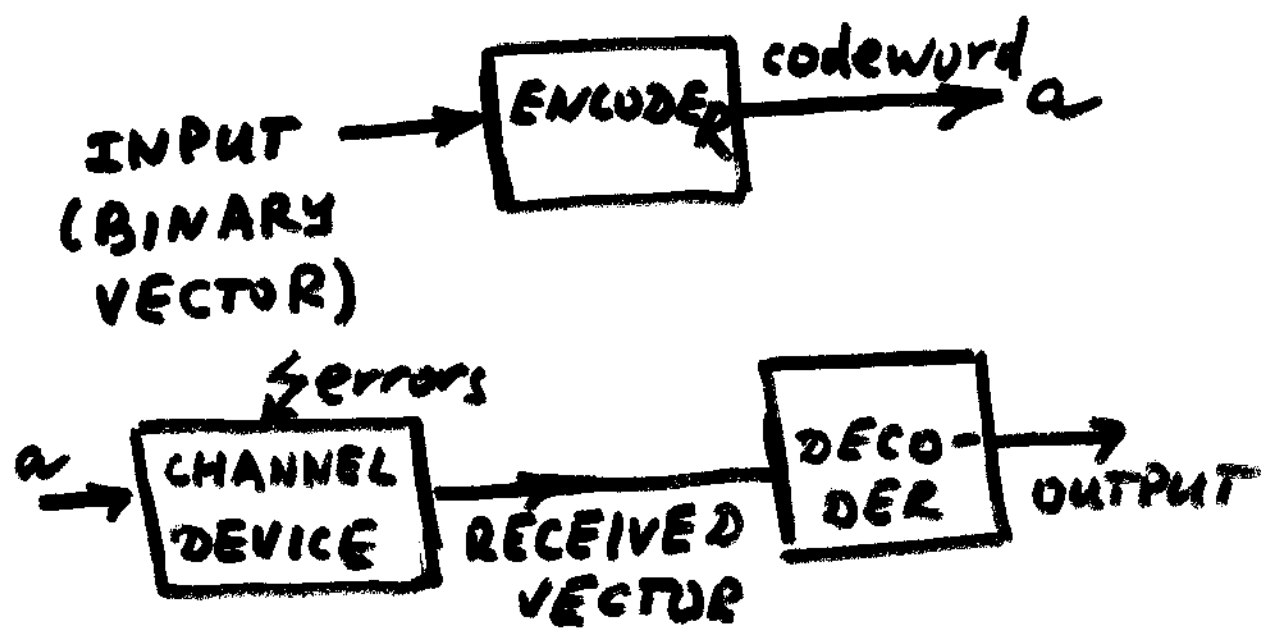 codeword
ENCODER
a
INPUT
(BINARY
VECTOR)
errors
a
CHANNEL
DEVICE
RECEIVED
VECTOR
DECO-
DER
OUTPUT